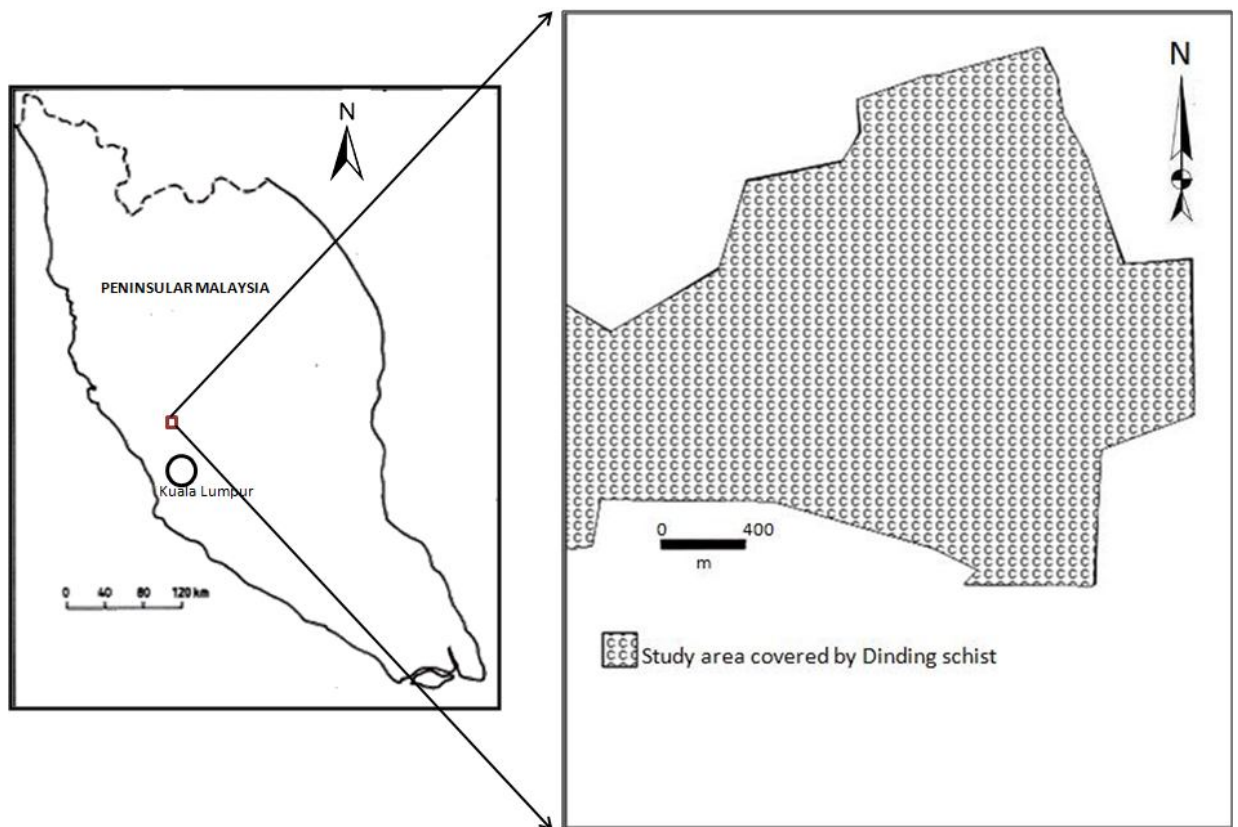 N
PENINSULAR MALAYSIA
Kuala Lumpur
0 40 80 120 km
N
0 400
m
Study area covered by Dinding schist